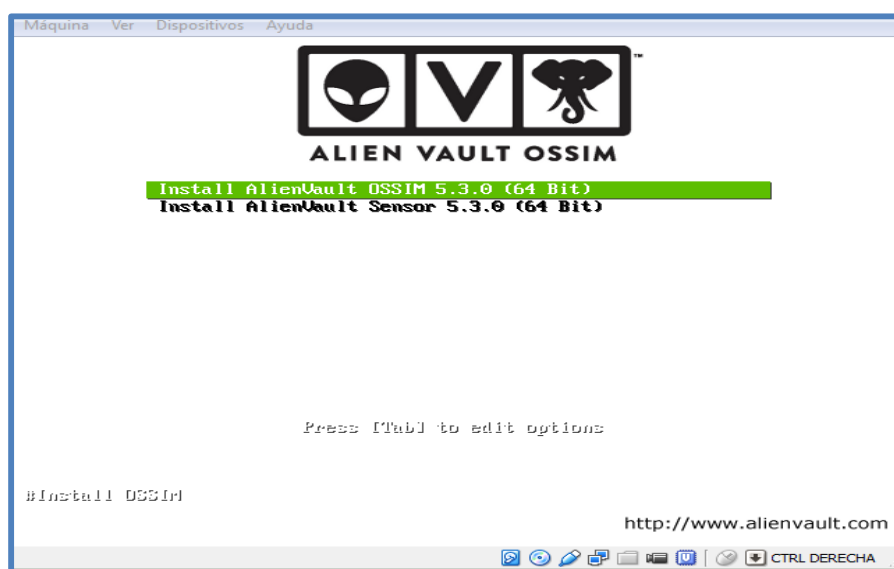 Máquina Ver Dispositivos Ayuda
V ™
ALIEN VAULT OSSIM
Install AlienVault OSSIM 5.3.0 (64 Bit)
Install AlienVault Sensor 5.3.0 (64 Bit)
Press [Tab] to edit options
#Install OSSIM
http://www.alienvault.com
CTRL DERECHA